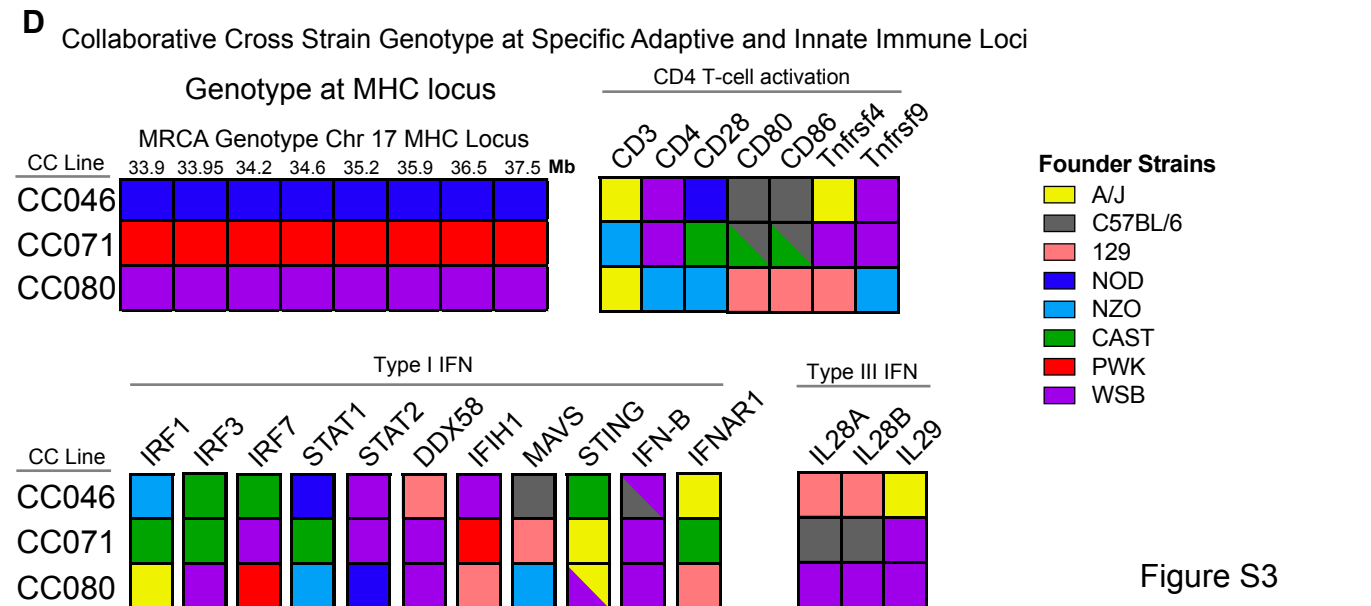 D
Collaborative Cross Strain Genotype at Specific Adaptive and Innate Immune Loci
Genotype at MHC locus
MRCA Genotype Chr 17 MHC Locus
CC Line
33.9 33.95 34.2 34.6 35.2 35.9 36.5 37.5 Mb
CC046
CC071
CC080
CD4 T-cell activation
CD3 CD4 CD28 CD80 CD86 Tnfrsf4 Tnfrsf9
Founder Strains
A/J
C57BL/6
129
NOD
NZO
CAST
PWK
WSB
Type I IFN
CC Line
IRF1 IRF3 IRF7 STAT1 STAT2 DDX58 IFIH1 MAVS STING IFN-B IFNAR1
CC046
CC071
CC080
Type III IFN
IL28A IL28B IL29
Figure S3